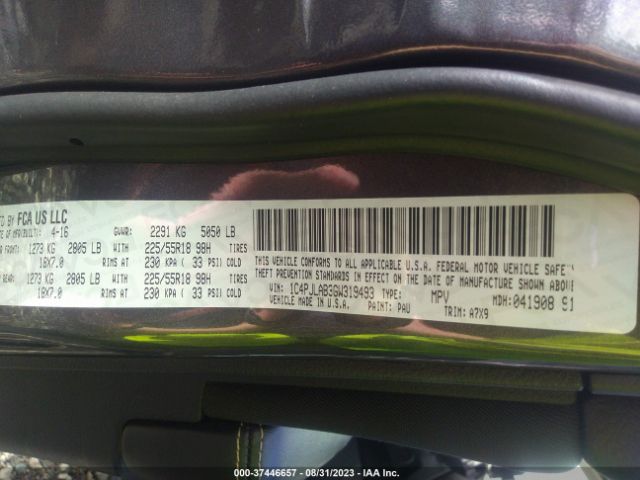 FCA US LLC
4-16
GVWR: 2291 KG 5050 LB
FRONT: 1273 KG 2805 LB WITH 225/55R18 98H TIRES
18X7.0 RIMS AT 230 KPA ( 33 PSI) COLD
REAR: 1273 KG 2805 LB WITH 225/55R18 98H TIRES
18X7.0 RIMS AT 230 KPA ( 33 PSI) COLD
THIS VEHICLE CONFORMS TO ALL APPLICABLE U.S.A. FEDERAL MOTOR VEHICLE SAFETY
THEFT PREVENTION STANDARDS IN EFFECT ON THE DATE OF MANUFACTURE SHOWN ABOVE
VIN: 1C4PJLAB3GW319493 TYPE: MPV MDH: 041908 91
VEHICLE MADE IN U.S.A. PAINT: PAU TRIM: A7X9
000-37446657 - 08/31/2023 - IAA Inc.